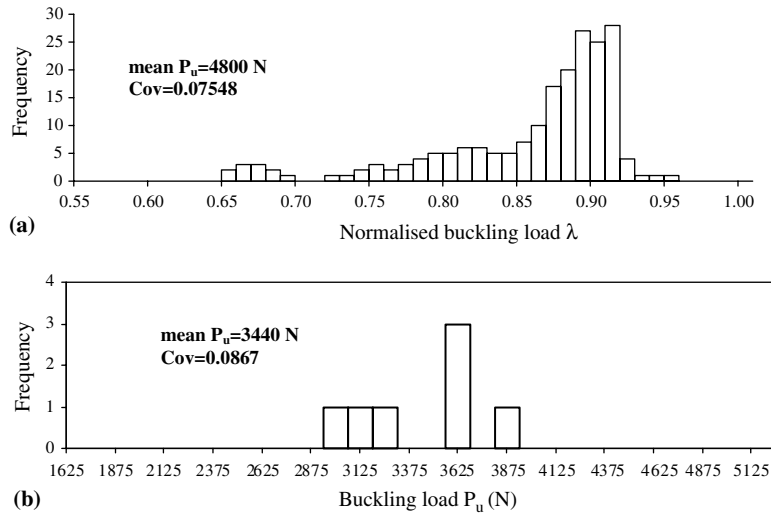 30
25
20
15
10
5
0
Frequency
mean Pᵤ=4800 N
Cov=0.07548
0.55 0.60 0.65 0.70 0.75 0.80 0.85 0.90 0.95 1.00
(a)
Normalised buckling load λ
4
3
2
1
0
Frequency
mean Pᵤ=3440 N
Cov=0.0867
1625 1875 2125 2375 2625 2875 3125 3375 3625 3875 4125 4375 4625 4875 5125
(b)
Buckling load Pᵤ (N)